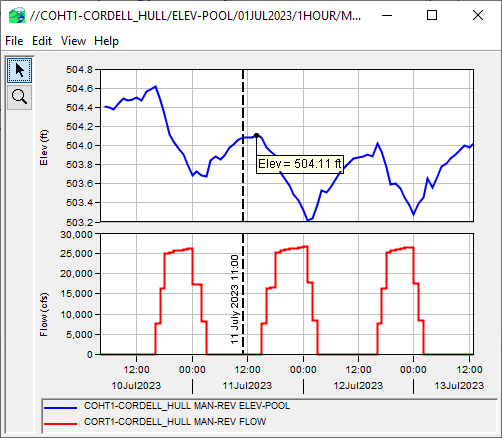 //COHT1-CORDELL_HULL/ELEV-POOL/01JUL2023/1HOUR/M...
File Edit View Help
504.8
504.6
504.4
504.2
504.0
503.8
503.6
503.4
503.2
Elev (ft)
Elev = 504.11 ft
30,000
25,000
20,000
15,000
10,000
5,000
0
Flow (cfs)
11 July 2023 11:00
12:00 00:00 12:00 00:00 12:00 00:00 12:00
10Jul2023 11Jul2023 12Jul2023 13Jul2023
COHT1-CORDELL_HULL MAN-REV ELEV-POOL
CORT1-CORDELL_HULL MAN-REV FLOW